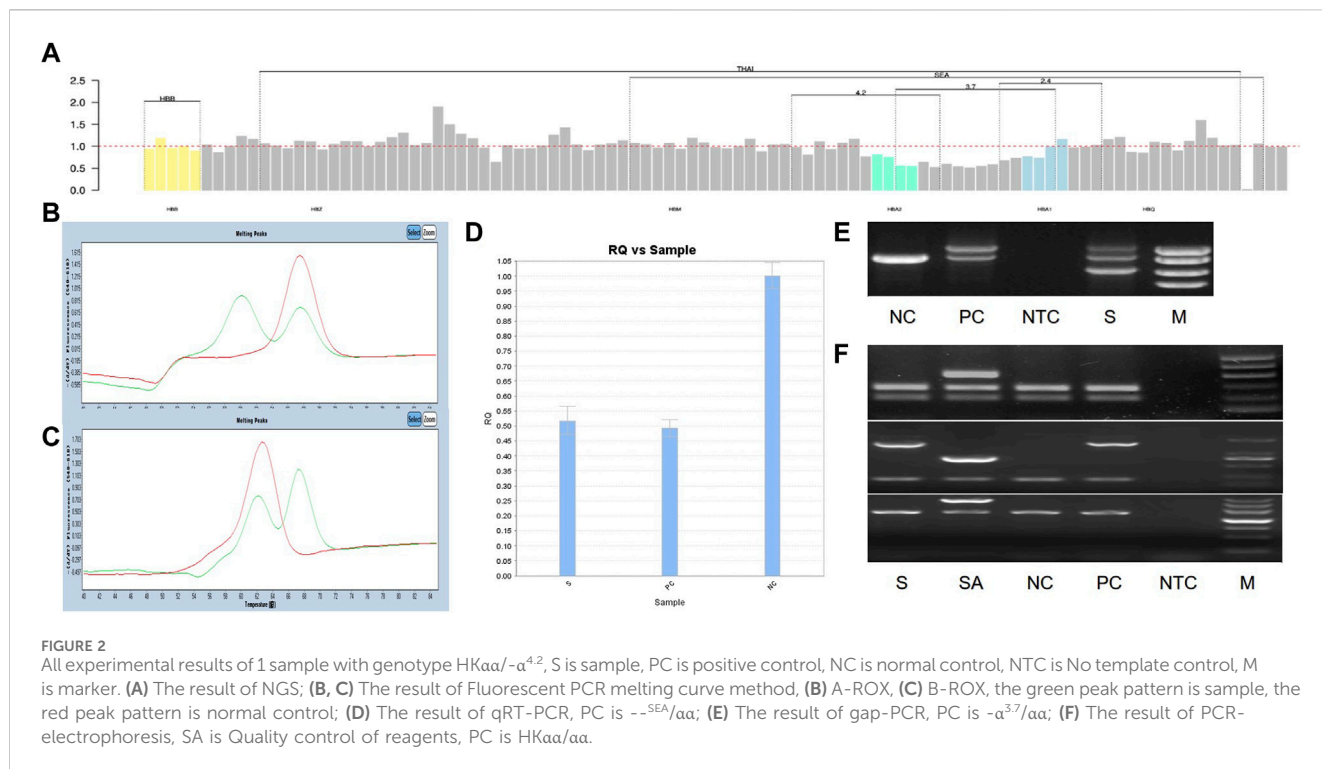 A
2.5
2.0
1.5
1.0
0.5
0.0
HBB
THAI
SEA
4.2
3.7
2.4
HBB
HBZ
HBM
HBA2
HBA1
HBQ
B
Melting Peaks
Select
Zoom
C
Melting Peaks
Select
Zoom
D
RQ vs Sample
RQ
1.05
1.00
0.95
0.90
0.85
0.80
0.75
0.70
0.65
0.60
0.55
0.50
0.45
0.40
0.35
0.30
0.25
0.20
0.15
0.10
0.05
0.00
S
PC
NC
Sample
E
NC PC NTC S M
F
S SA NC PC NTC M
FIGURE 2
All experimental results of 1 sample with genotype HKαα/-α4.2, S is sample, PC is positive control, NC is normal control, NTC is No template control, M
is marker. (A) The result of NGS; (B, C) The result of Fluorescent PCR melting curve method, (B) A-ROX, (C) B-ROX, the green peak pattern is sample, the
red peak pattern is normal control; (D) The result of qRT-PCR, PC is --SEA/αα; (E) The result of gap-PCR, PC is -α3.7/αα; (F) The result of PCR-
electrophoresis, SA is Quality control of reagents, PC is HKαα/αα.